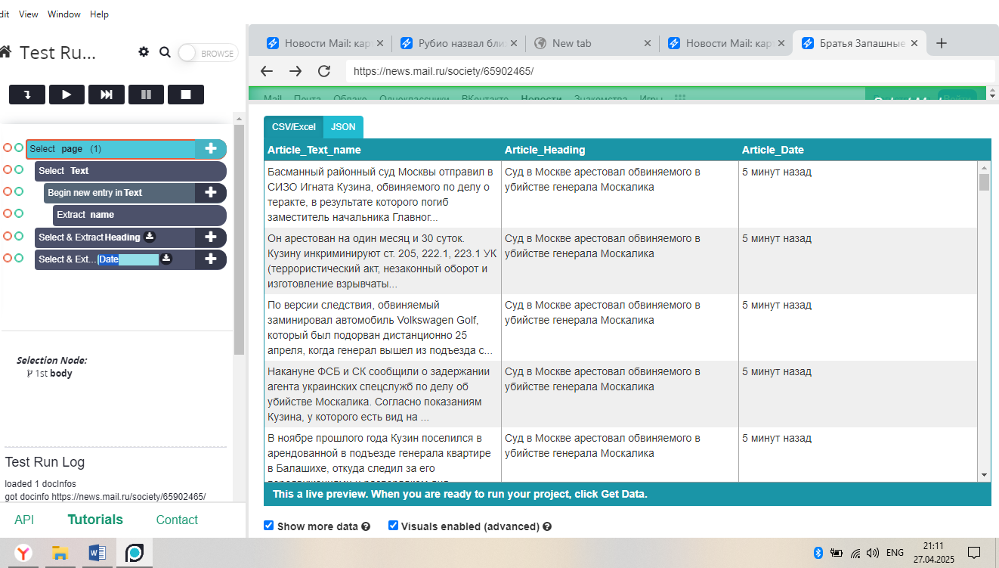 dit View Window Help
Test Ru...
BROWSE
Новости Mail: кар
Рубио назвал бли
New tab
Новости Mail: кар
Братья Запашные
https://news.mail.ru/society/65902465/
Mail Почта Облако Одноклассники ВКонтакте Новости Знакомства Игры
Select page (1)
Select Text
Begin new entry in Text
Extract name
Select & Extract Heading
Select & Ext... Date
Selection Node:
1st body
Test Run Log
loaded 1 docInfos
got docinfo https://news.mail.ru/society/65902465/
API Tutorials Contact
CSV/Excel JSON
Article_Text_name Article_Heading Article_Date
Басманный районный суд Москвы отправил в
СИЗО Игната Кузина, обвиняемого по делу о
теракте, в результате которого погиб
заместитель начальника Главног...
Суд в Москве арестовал обвиняемого в
убийстве генерала Москалика
5 минут назад
Он арестован на один месяц и 30 суток.
Кузину инкриминируют ст. 205, 222.1, 223.1 УК
(террористический акт, незаконный оборот и
изготовление взрывчаты...
Суд в Москве арестовал обвиняемого в
убийстве генерала Москалика
5 минут назад
По версии следствия, обвиняемый
заминировал автомобиль Volkswagen Golf,
который был подорван дистанционно 25
апреля, когда генерал вышел из подъезда с...
Суд в Москве арестовал обвиняемого в
убийстве генерала Москалика
5 минут назад
Накануне ФСБ и СК сообщили о задержании
агента украинских спецслужб по делу об
убийстве Москалика. Согласно показаниям
Кузина, у которого есть вид на ...
Суд в Москве арестовал обвиняемого в
убийстве генерала Москалика
5 минут назад
В ноябре прошлого года Кузин поселился в
арендованной в подъезде генерала квартире
в Балашихе, откуда следил за его
Суд в Москве арестовал обвиняемого в
убийстве генерала Москалика
5 минут назад
This a live preview. When you are ready to run your project, click Get Data.
Show more data Visuals enabled (advanced)
ENG
21:11
27.04.2025